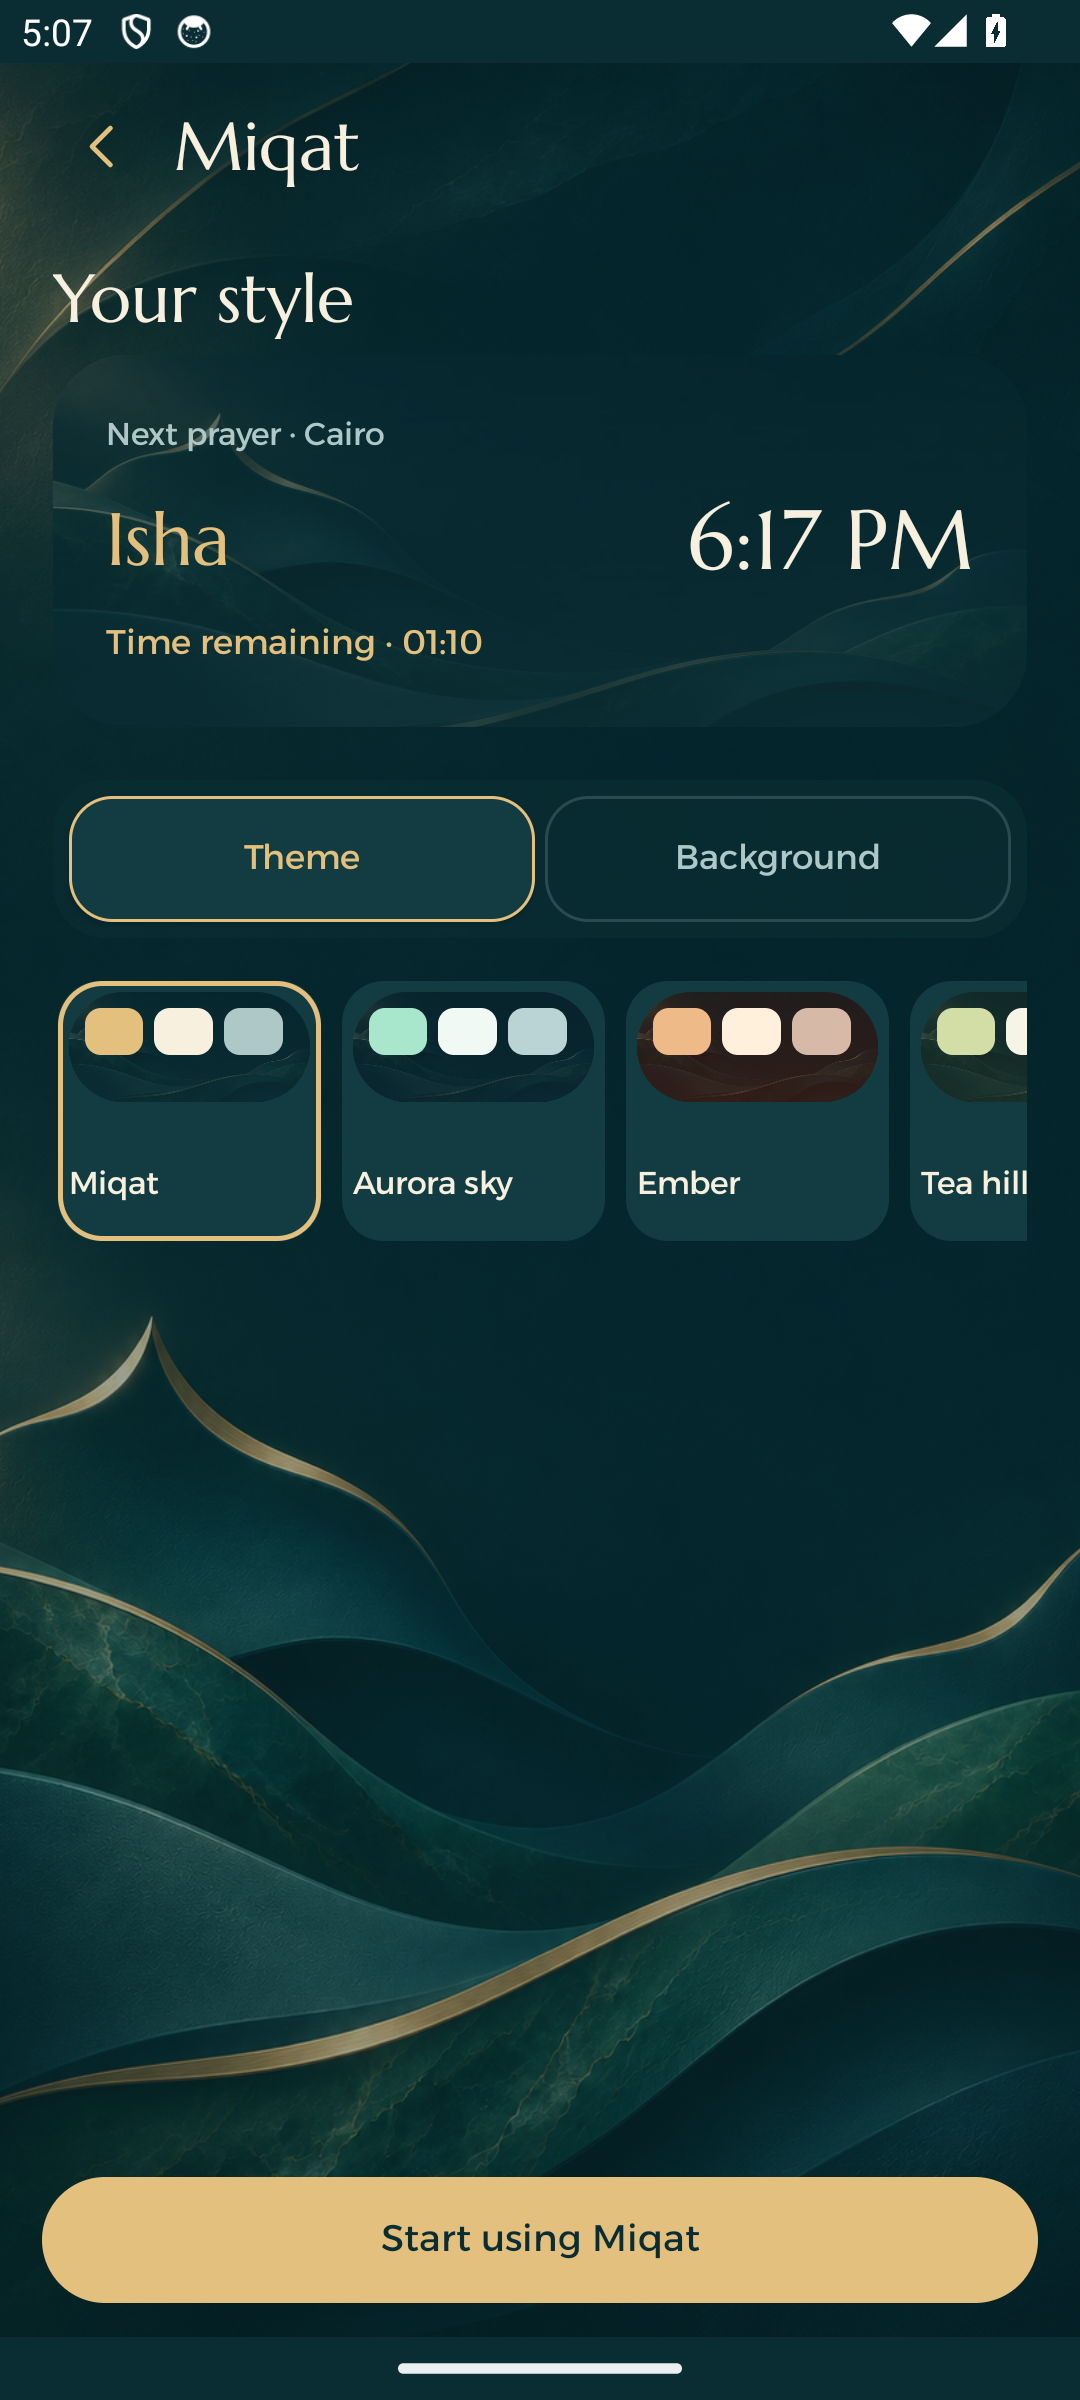 5:07
Miqat
Your style
Next prayer · Cairo
Isha
6:17 PM
Time remaining · 01:10
Theme
Background
Miqat
Aurora sky
Ember
Tea hill
Start using Miqat